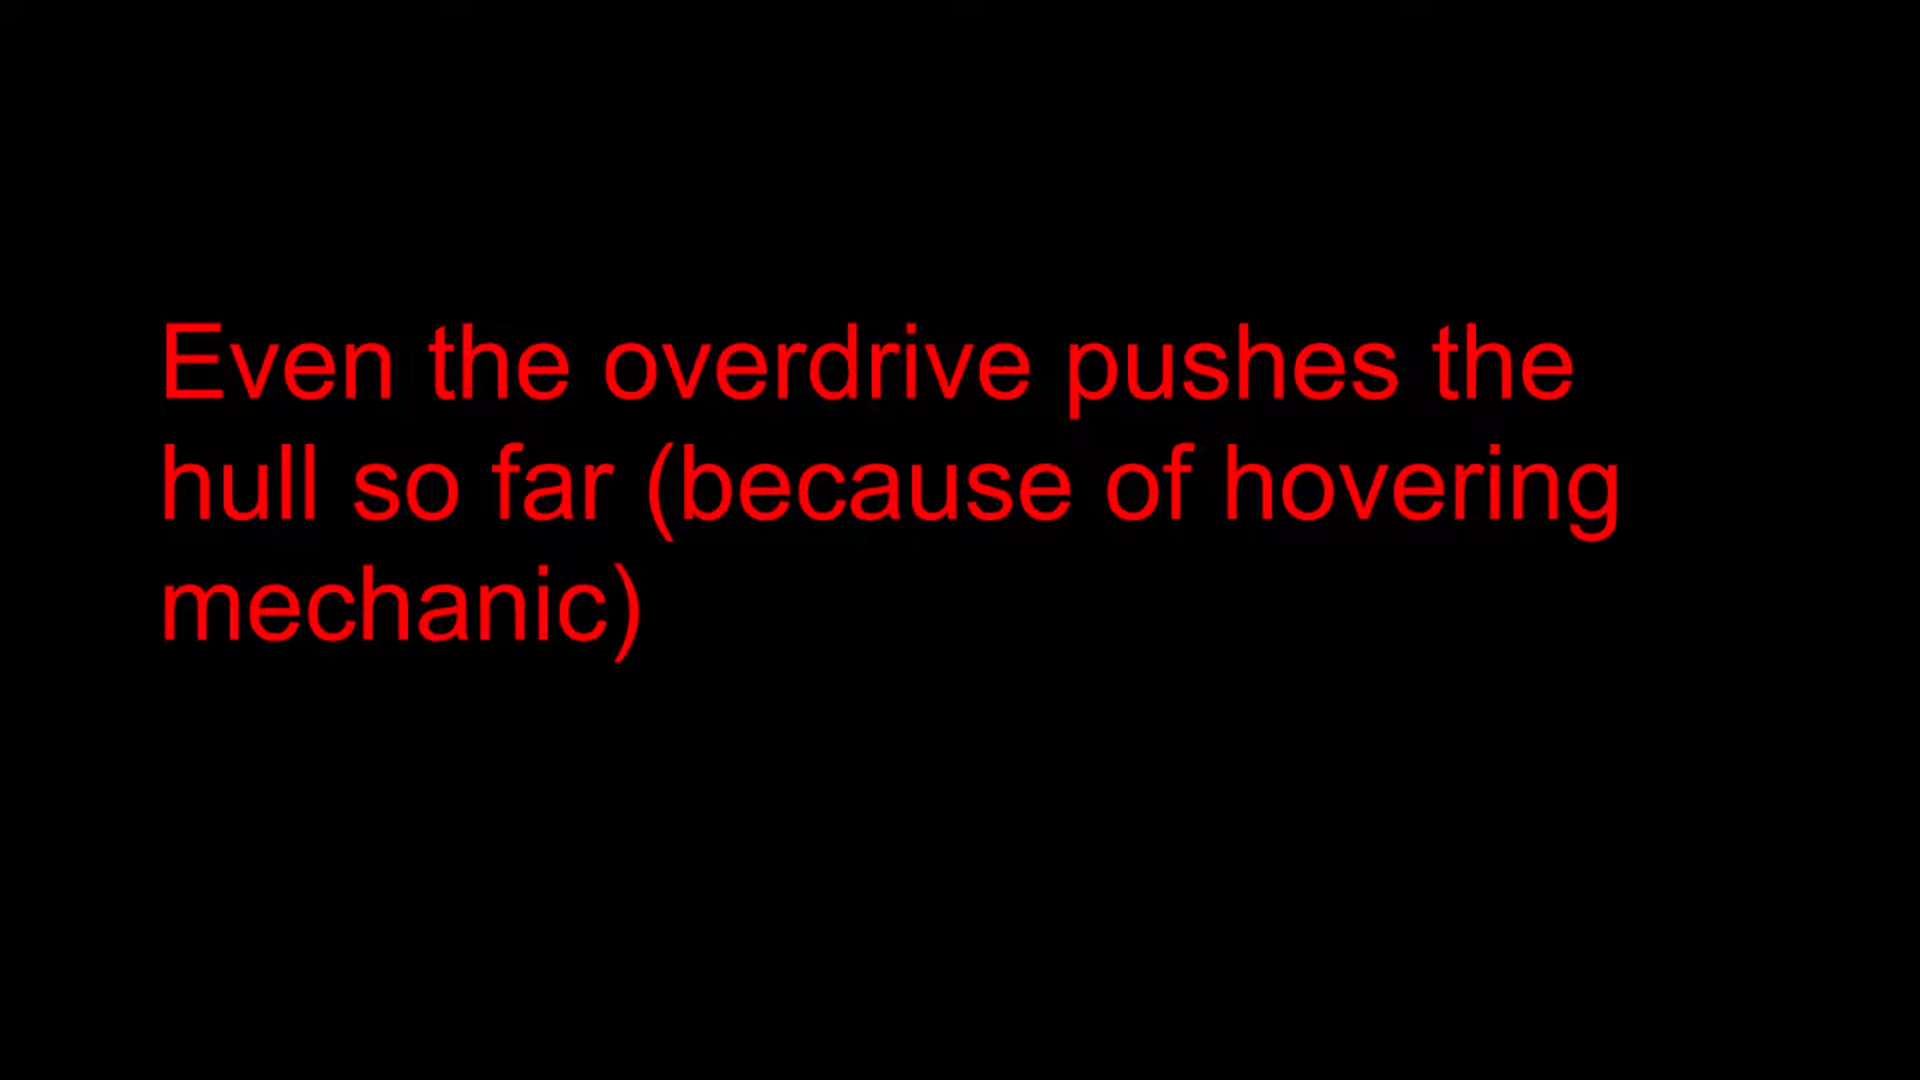 Even the overdrive pushes the
hull so far (because of hovering
mechanic)